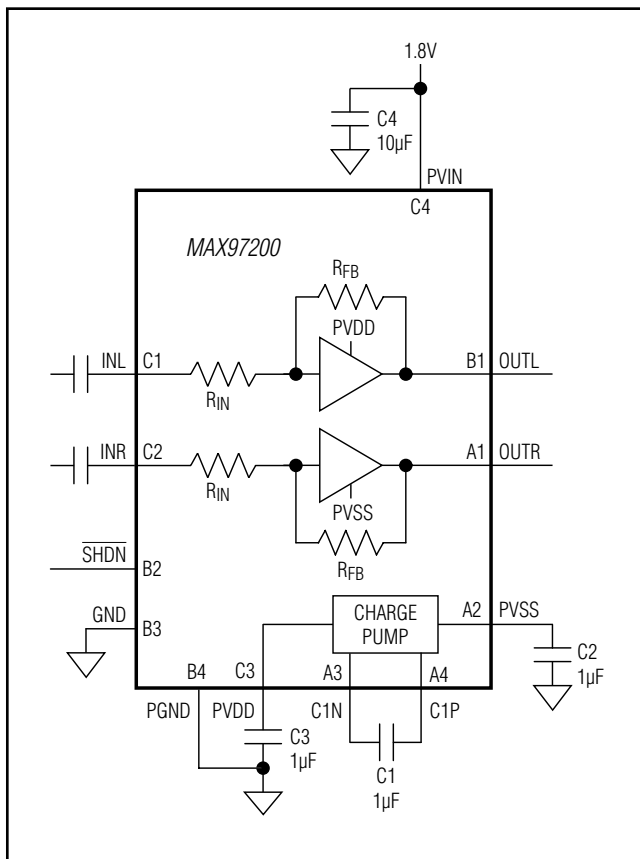 1.8V
C4
10µF
PVIN
C4
MAX97200
RFB
PVDD
INL
C1
RIN
B1
OUTL
INR
C2
RIN
A1
OUTR
PVSS
RFB
SHDN
B2
GND
B3
CHARGE
PUMP
A2
PVSS
C2
1µF
B4
C3
A3
A4
PGND
PVDD
C1N
C1P
C3
1µF
C1
1µF